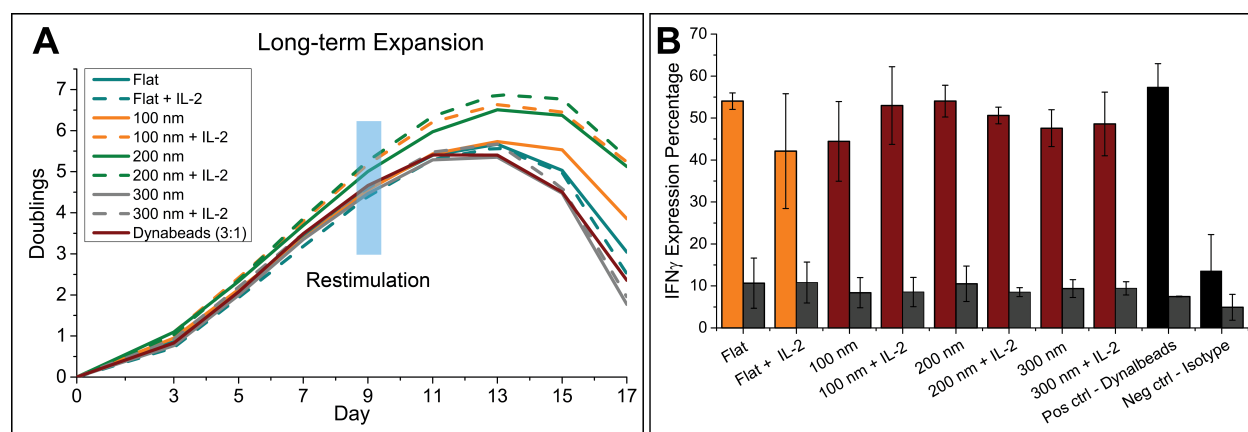 A
Long-term Expansion
Flat
Flat + IL-2
100 nm
100 nm + IL-2
200 nm
200 nm + IL-2
300 nm
300 nm + IL-2
Dynabeads (3:1)
Restimulation
Doublings
7
6
5
4
3
2
1
0
0 3 5 7 9 11 13 15 17
Day
B
IFNγ Expression Percentage
70
60
50
40
30
20
10
0
Flat
Flat + IL-2
100 nm
100 nm + IL-2
200 nm
200 nm + IL-2
300 nm
300 nm + IL-2
Pos ctrl - Dynalbeads
Neg ctrl - Isotype